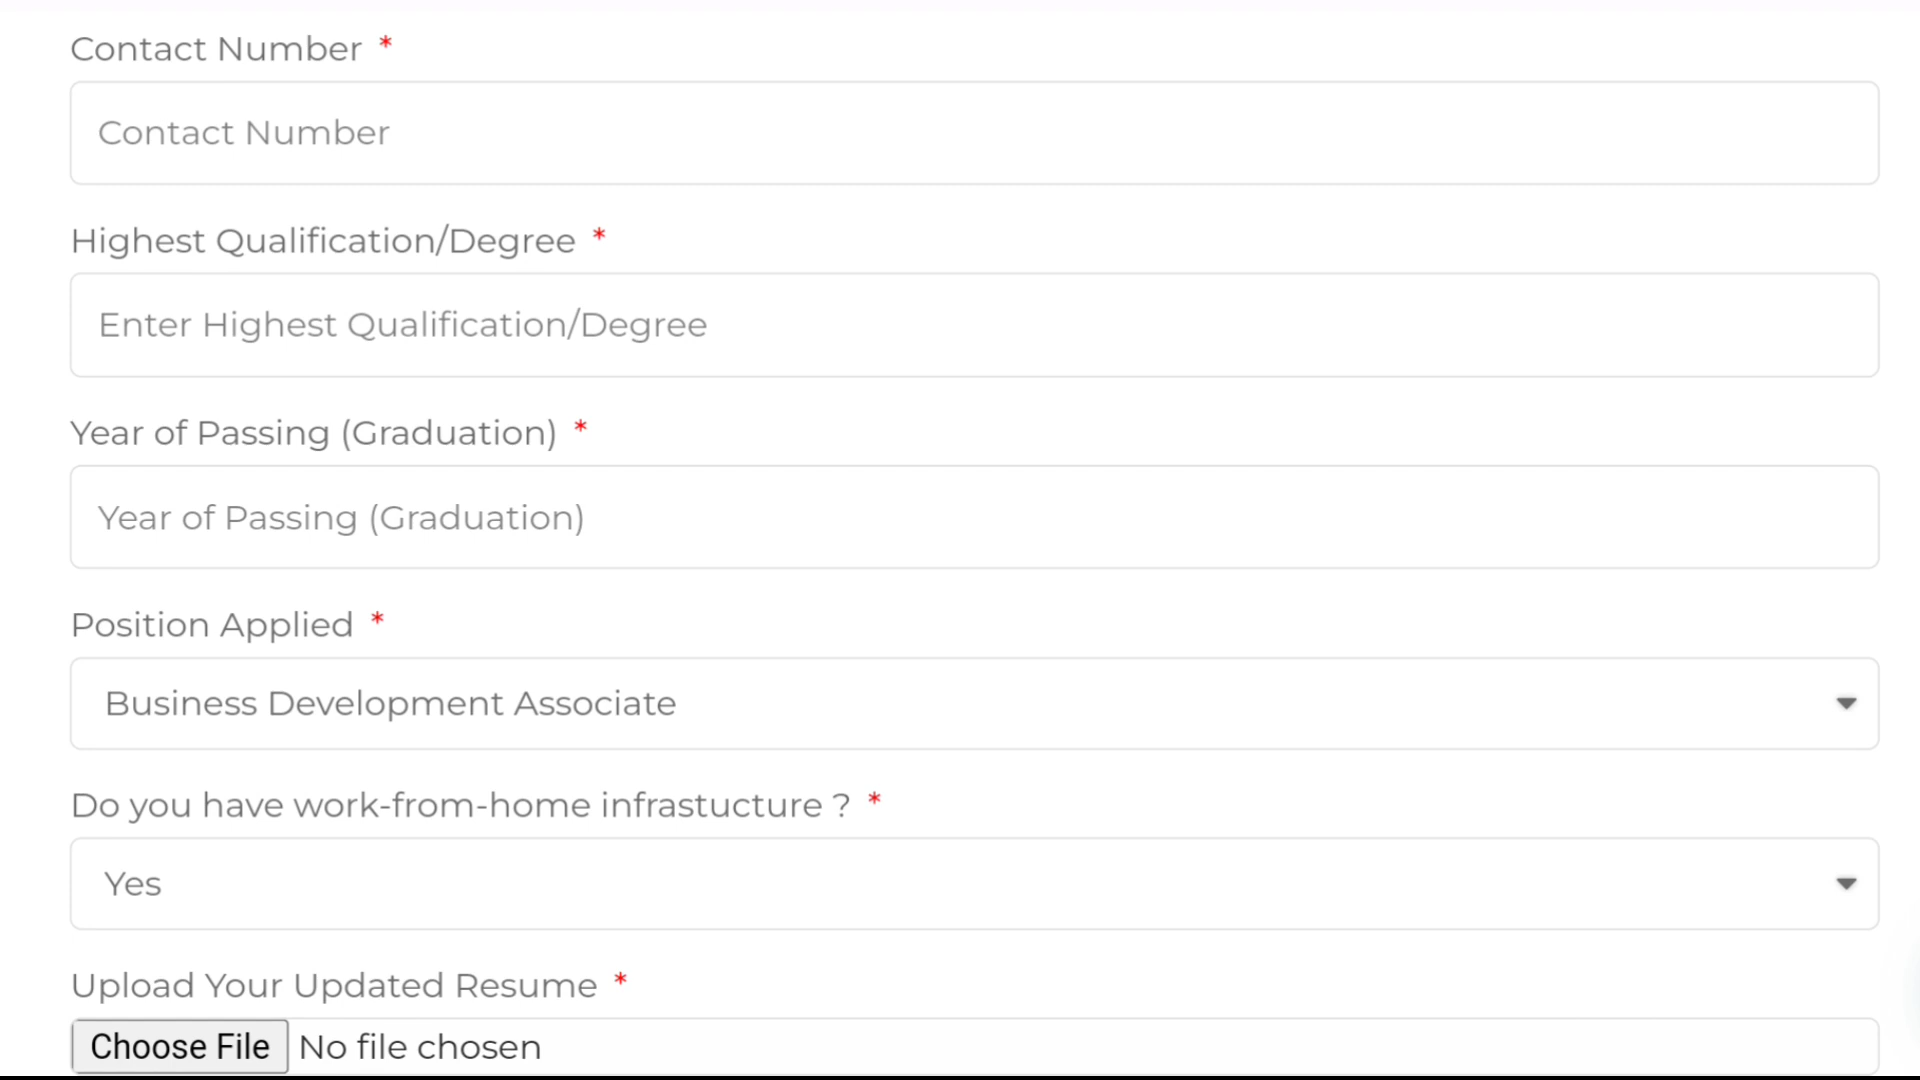 Contact Number *
Contact Number
Highest Qualification/Degree *
Enter Highest Qualification/Degree
Year of Passing (Graduation) *
Year of Passing (Graduation)
Position Applied *
Business Development Associate
Do you have work-from-home infrastucture ? *
Yes
Upload Your Updated Resume *
Choose File No file chosen